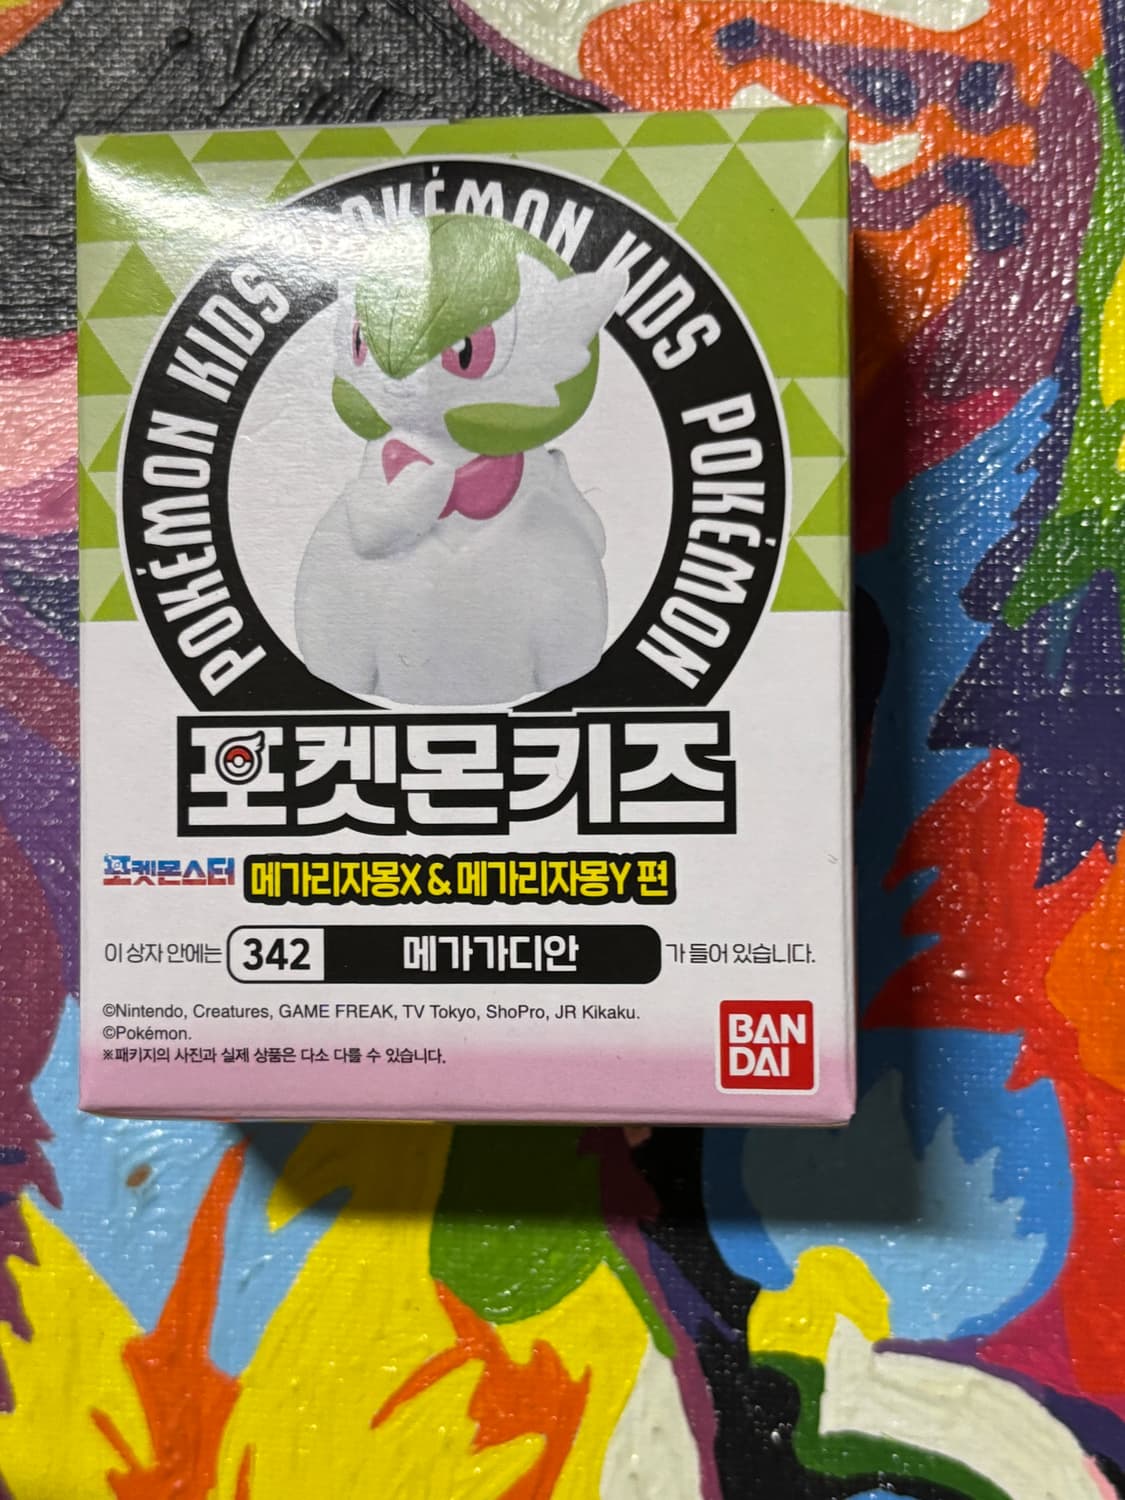 POKÉMON KIDS POKÉMON KIDS POKÉMON
포켓몬키즈
포켓몬스터 메가리자몽X & 메가리자몽Y 편
이 상자 안에는 342 메가가디안 가 들어 있습니다.
©Nintendo, Creatures, GAME FREAK, TV Tokyo, ShoPro, JR Kikaku.
©Pokémon.
※패키지의 사진과 실제 상품은 다소 다룰 수 있습니다.
BAN
DAI